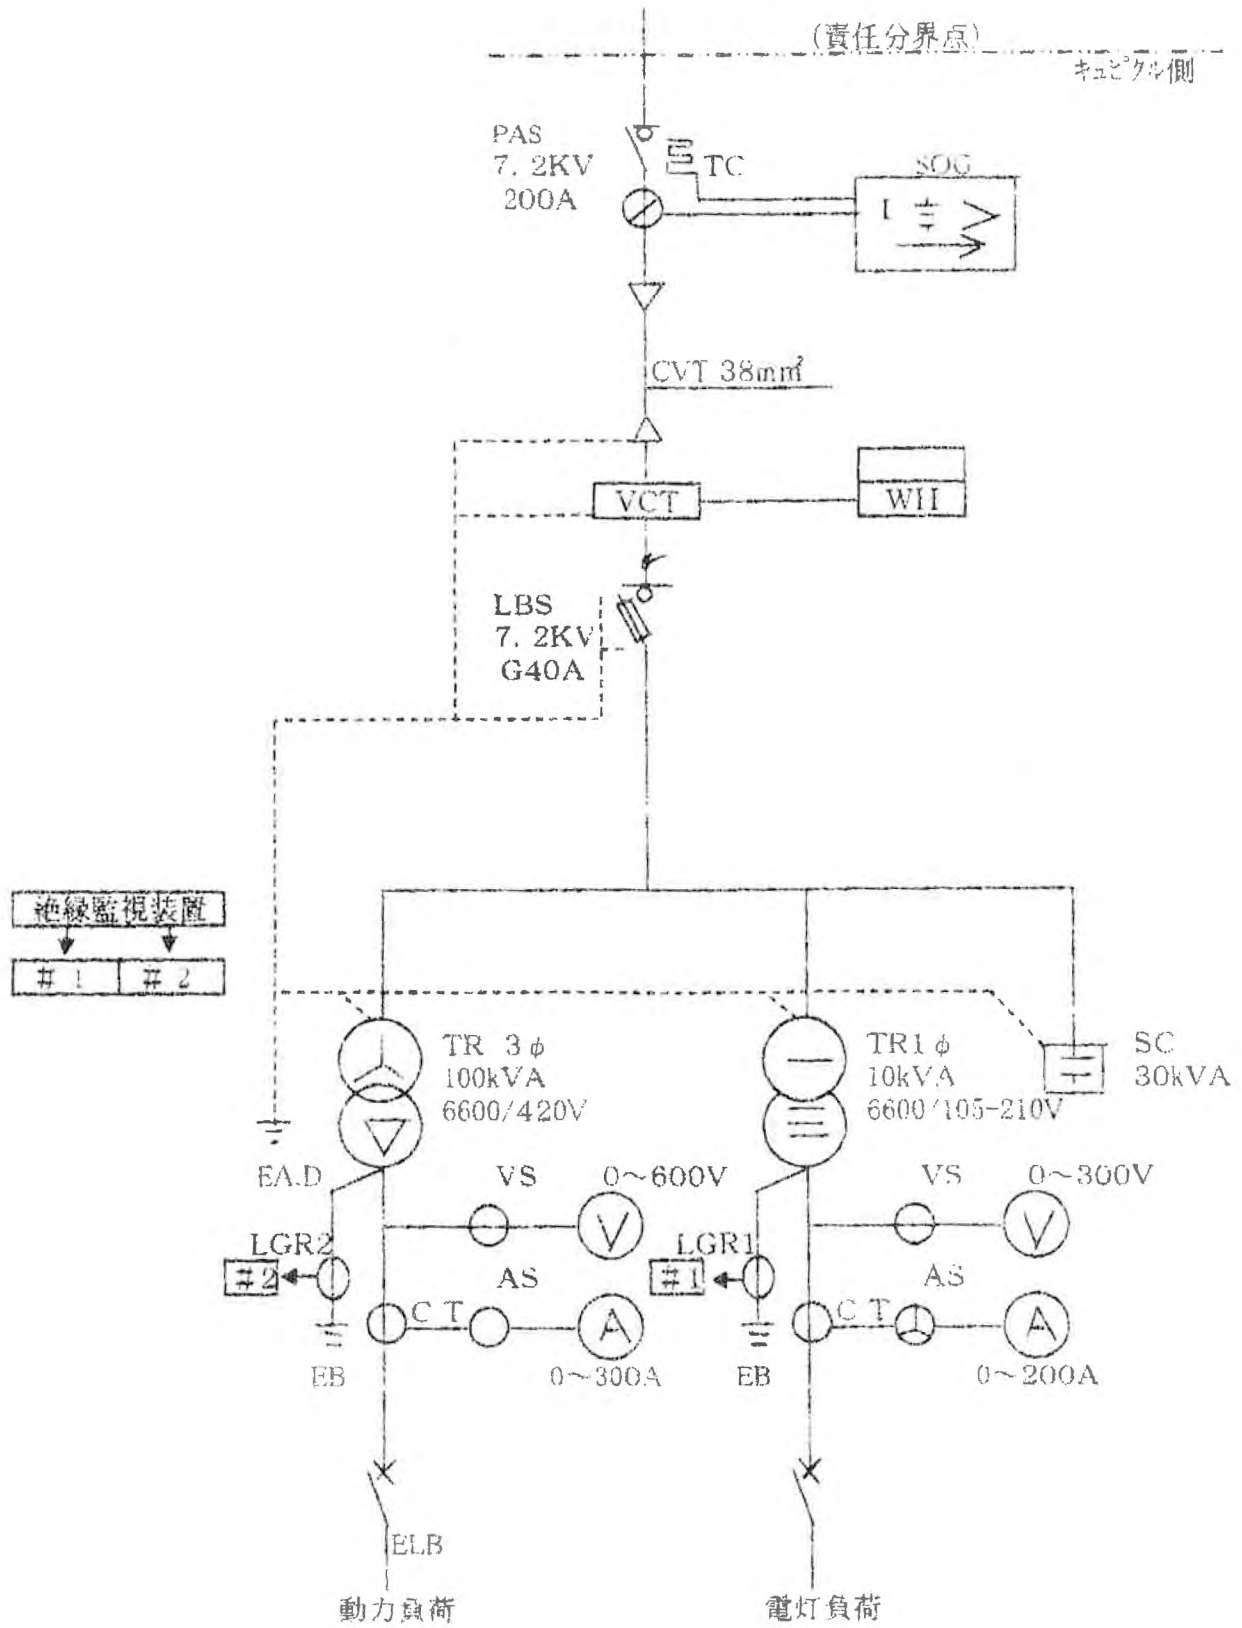 (責任分界点)
キュピクル側
PAS
7. 2KV
200A
TC
SOG
I
CVT 38mm²
VCT
WH
LBS
7. 2KV
G40A
絶縁監視装置
#1
#2
TR 3φ
100kVA
6600/420V
TR1φ
10kVA
6600/105-210V
SC
30kVA
EA.D
VS
0～600V
V
VS
0～300V
V
LGR2
#2
AS
CT
A
EB
0～300A
LGR1
#1
AS
CT
A
EB
0～200A
ELB
動力負荷
電灯負荷